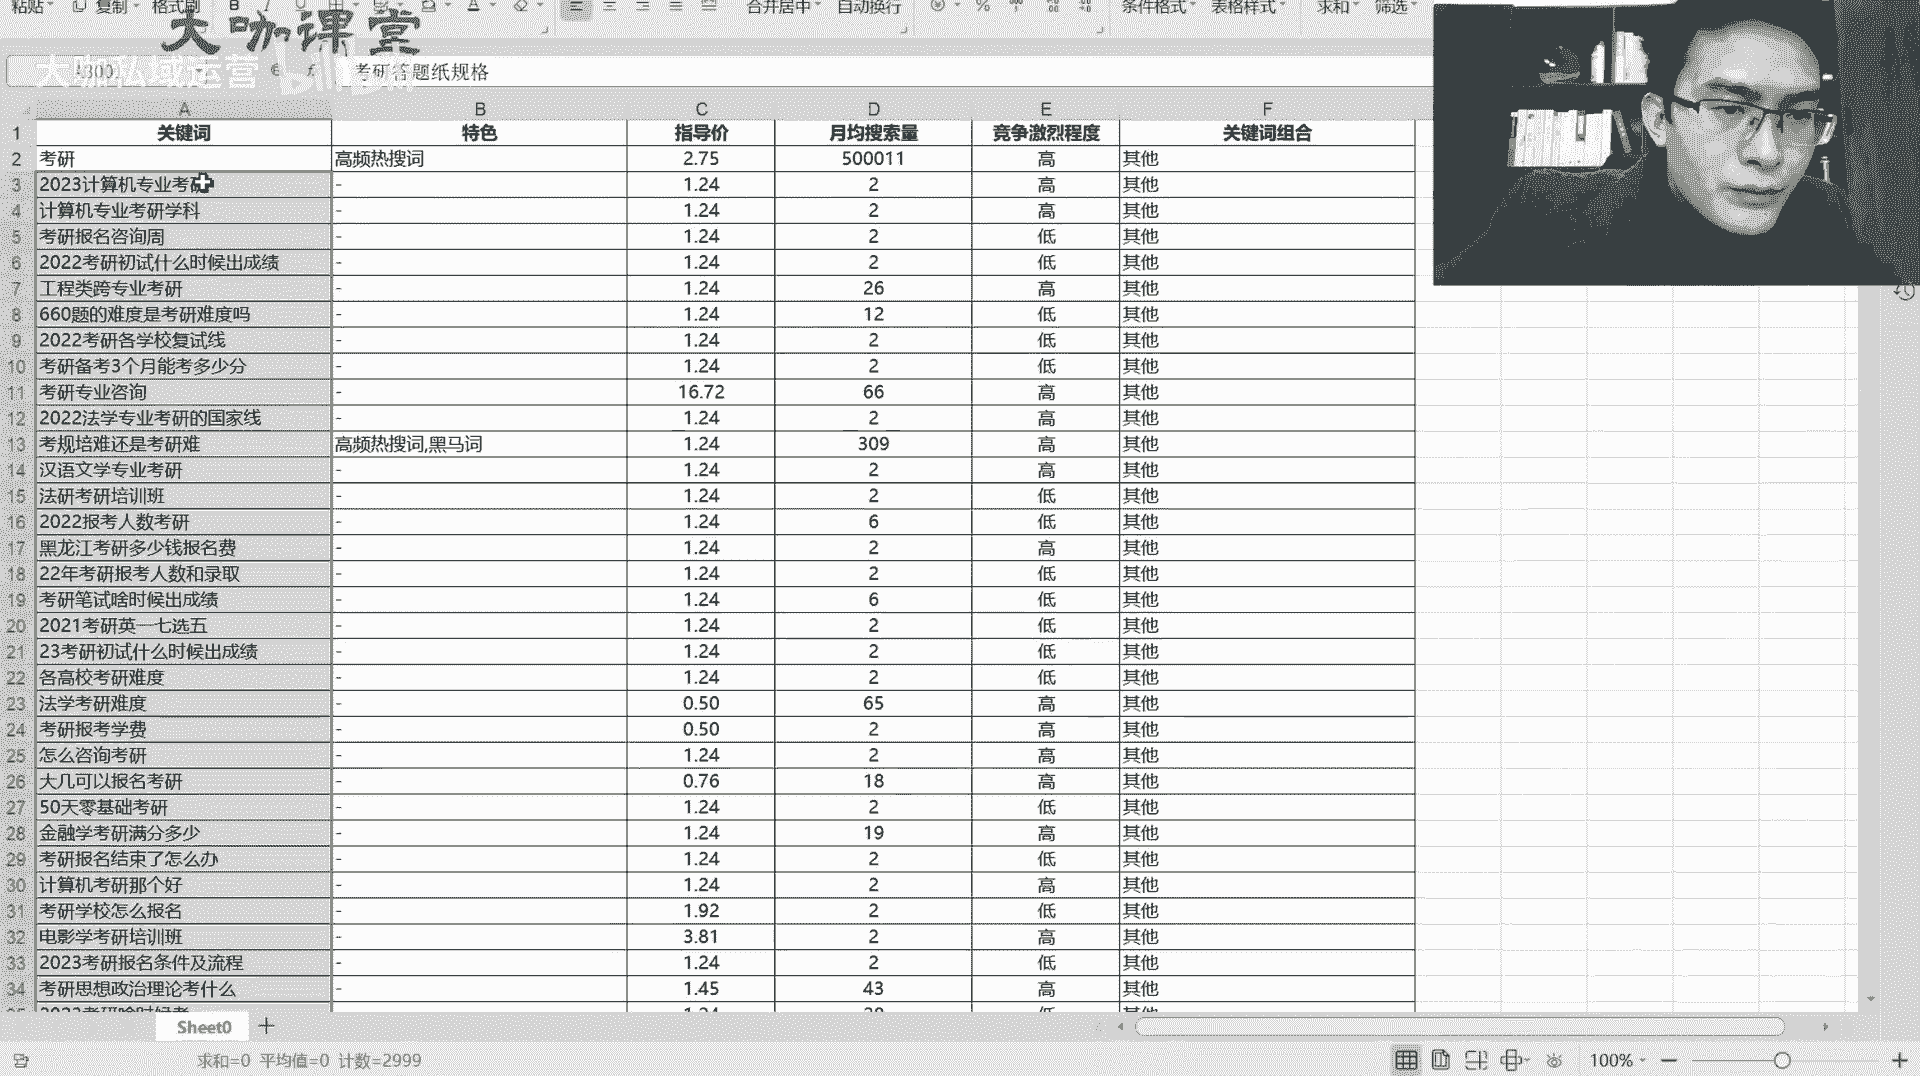 粘贴 复制 格式刷 B 合并居中 自动换行 % 条件格式 表格样式 求和 筛选
大咖课堂
大咖私域运营 bilibili
考研答题纸规格
A B C D E F
1 关键词 特色 指导价 月均搜索量 竞争激烈程度 关键词组合
2 考研 高频热搜词 2.75 500011 高 其他
3 2023计算机专业考研 - 1.24 2 高 其他
4 计算机专业考研学科 - 1.24 2 高 其他
5 考研报名咨询周 - 1.24 2 低 其他
6 2022考研初试什么时候出成绩 - 1.24 2 低 其他
7 工程类跨专业考研 - 1.24 26 高 其他
8 660题的难度是考研难度吗 - 1.24 12 低 其他
9 2022考研各学校复试线 - 1.24 2 低 其他
10 考研备考3个月能考多少分 - 1.24 2 低 其他
11 考研专业咨询 - 16.72 66 高 其他
12 2022法学专业考研的国家线 - 1.24 2 高 其他
13 考规培难还是考研难 高频热搜词,黑马词 1.24 309 高 其他
14 汉语文学专业考研 - 1.24 2 高 其他
15 法研考研培训班 - 1.24 2 低 其他
16 2022报考人数考研 - 1.24 6 低 其他
17 黑龙江考研多少钱报名费 - 1.24 2 高 其他
18 22年考研报考人数和录取 - 1.24 2 低 其他
19 考研笔试啥时候出成绩 - 1.24 6 低 其他
20 2021考研英一七选五 - 1.24 2 低 其他
21 23考研初试什么时候出成绩 - 1.24 2 低 其他
22 各高校考研难度 - 1.24 2 低 其他
23 法学考研难度 - 0.50 65 高 其他
24 考研报考学费 - 0.50 2 高 其他
25 怎么咨询考研 - 1.24 2 高 其他
26 大几可以报名考研 - 0.76 18 高 其他
27 50天零基础考研 - 1.24 2 低 其他
28 金融学考研满分多少 - 1.24 19 高 其他
29 考研报名结束了怎么办 - 1.24 2 低 其他
30 计算机考研那个好 - 1.24 2 高 其他
31 考研学校怎么报名 - 1.92 2 低 其他
32 电影学考研培训班 - 3.81 2 高 其他
33 2023考研报名条件及流程 - 1.24 2 低 其他
34 考研思想政治理论考什么 - 1.45 43 高 其他
Sheet0
求和=0 平均值=0 计数=2999 100%